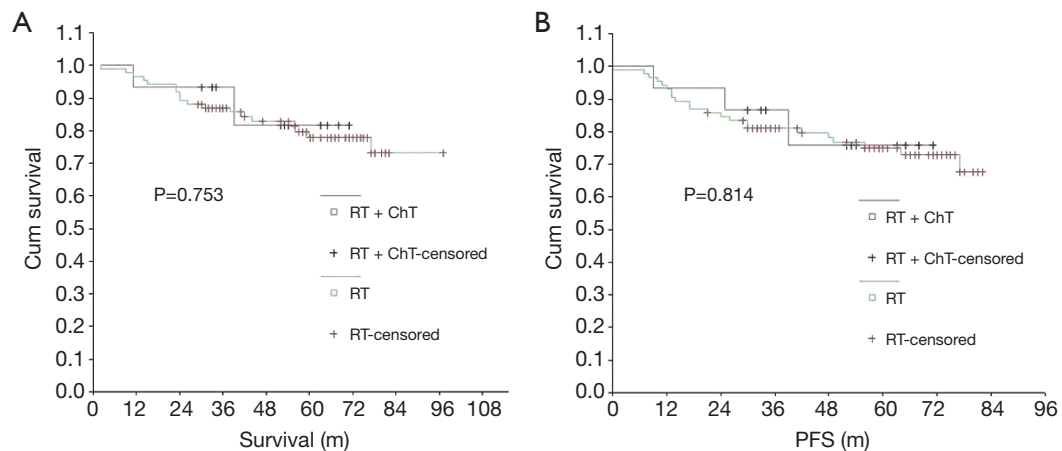 A
1.1
1.0
0.9
0.8
0.7
0.6
0.5
0.4
0.3
0.2
0.1
0.0
Cum survival
P=0.753
RT + ChT
RT + ChT-censored
RT
RT-censored
0 12 24 36 48 60 72 84 96 108
Survival (m)
B
1.1
1.0
0.9
0.8
0.7
0.6
0.5
0.4
0.3
0.2
0.1
0.0
Cum survival
P=0.814
RT + ChT
RT + ChT-censored
RT
RT-censored
0 12 24 36 48 60 72 84 96
PFS (m)